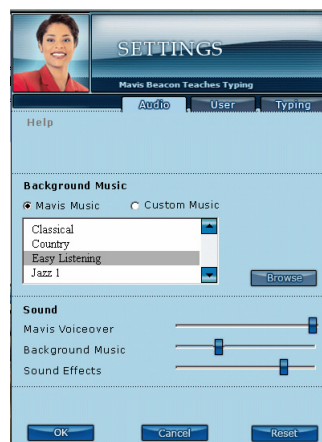 SETTINGS
Mavis Beacon Teaches Typing
Audio User Typing
Help
Background Music
Mavis Music Custom Music
Classical
Country
Easy Listening
Jazz 1
Browse
Sound
Mavis Voiceover
Background Music
Sound Effects
OK Cancel Reset